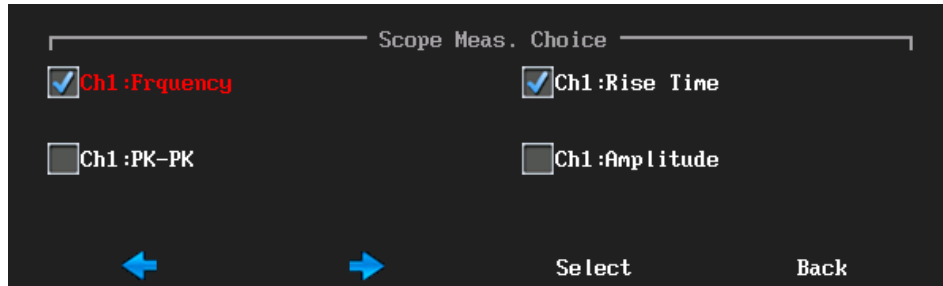 Scope Meas. Choice
Ch1:Frquency Ch1:Rise Time
Ch1:PK-PK Ch1:Amplitude
Select Back